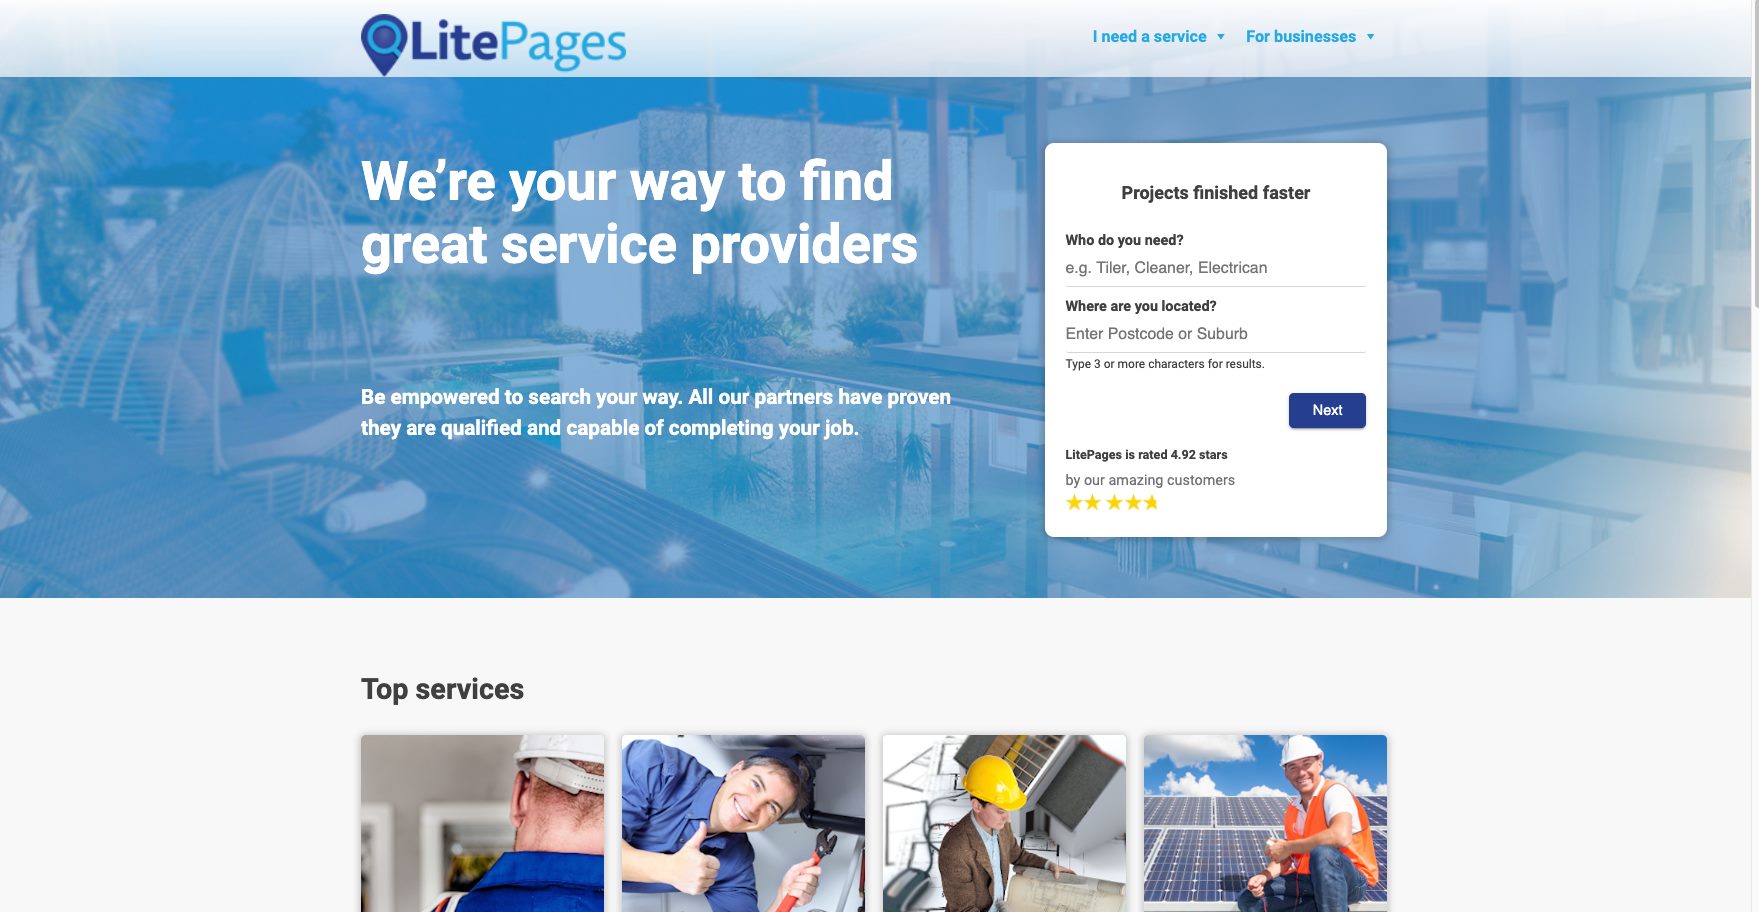 LitePages
I need a service
For businesses
We're your way to find
great service providers
Be empowered to search your way. All our partners have proven
they are qualified and capable of completing your job.
Projects finished faster
Who do you need?
e.g. Tiler, Cleaner, Electrican
Where are you located?
Enter Postcode or Suburb
Type 3 or more characters for results.
Next
LitePages is rated 4.92 stars
by our amazing customers
Top services